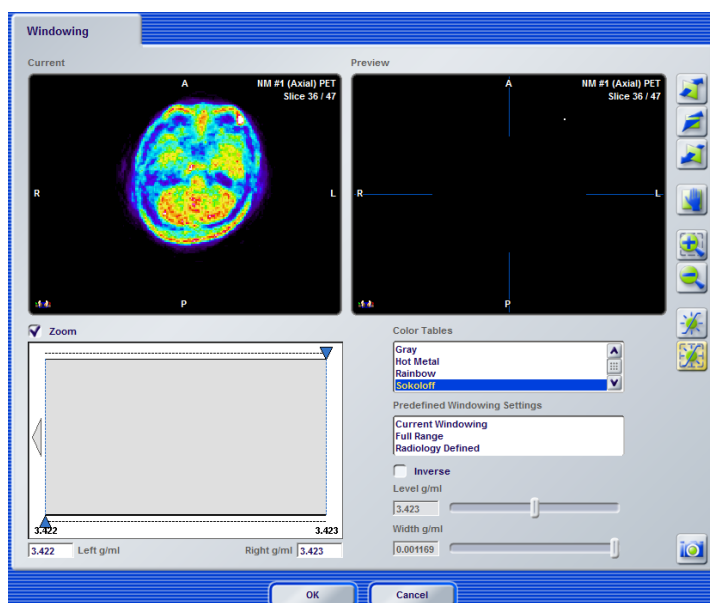 Windowing
Current
Preview
A
NM #1 (Axial) PET
Slice 36 / 47
R
L
P
A
NM #1 (Axial) PET
Slice 36 / 47
R
L
P
Zoom
3.422
3.423
3.422 Left g/ml
Right g/ml 3.423
Color Tables
Gray
Hot Metal
Rainbow
Sokoloff
Predefined Windowing Settings
Current Windowing
Full Range
Radiology Defined
Inverse
Level g/ml
3.423
Width g/ml
0.001169
OK
Cancel